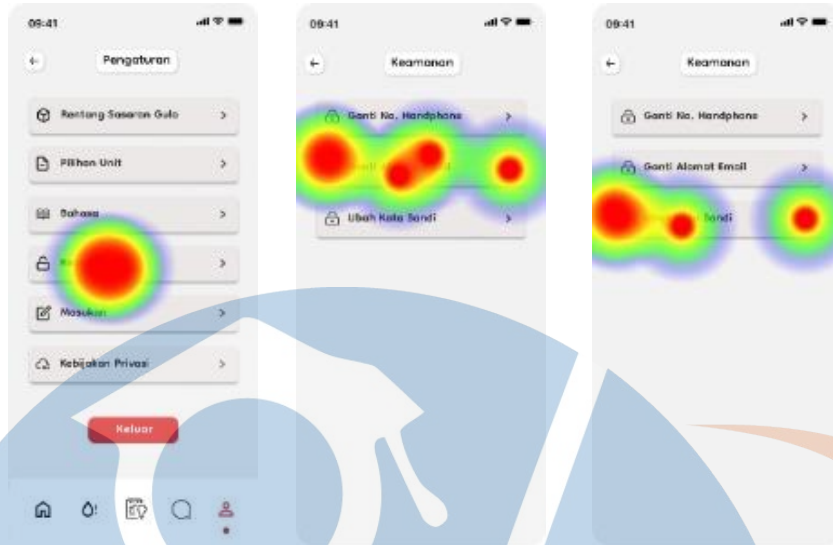 09:41
Pengaturan
Rentang Sasaran Gula
Pilihan Unit
Bahasa
Masukan
Kebijakan Privasi
Keluar
09:41
Keamanan
Ganti No. Handphone
Ubah Kata Sandi
09:41
Keamanan
Ganti No. Handphone
Ganti Alamat Email
Sandi